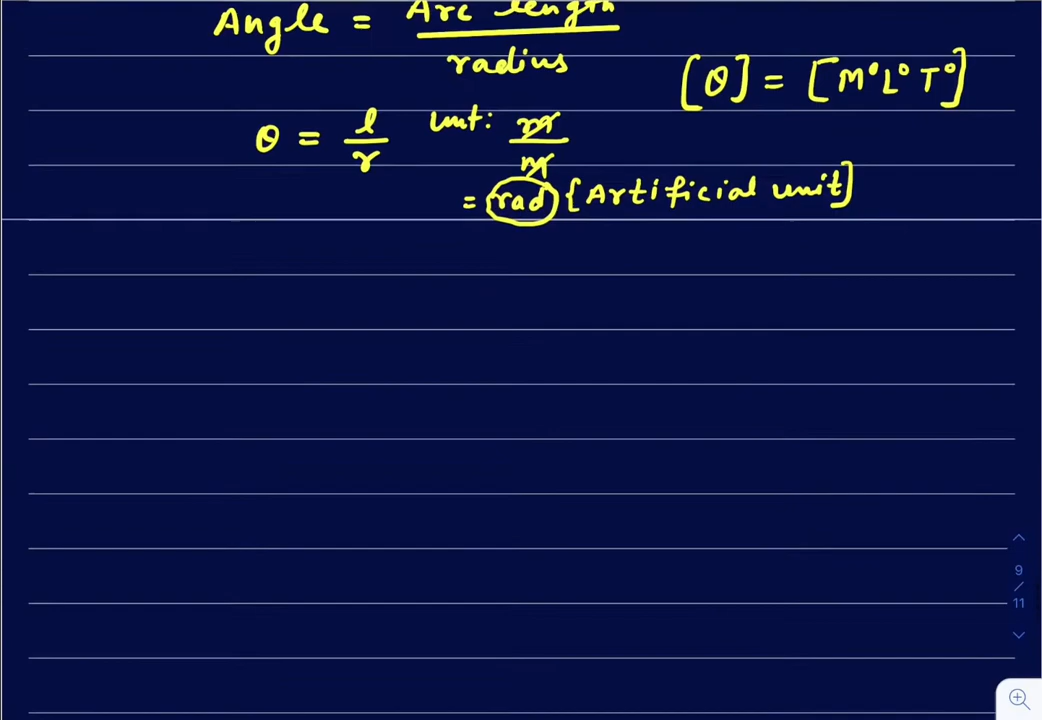 Angle = Arc length / radius
[θ] = [M⁰L⁰T⁰]
θ = l/r unit: m/m
= rad {Artificial unit]
9
/
11